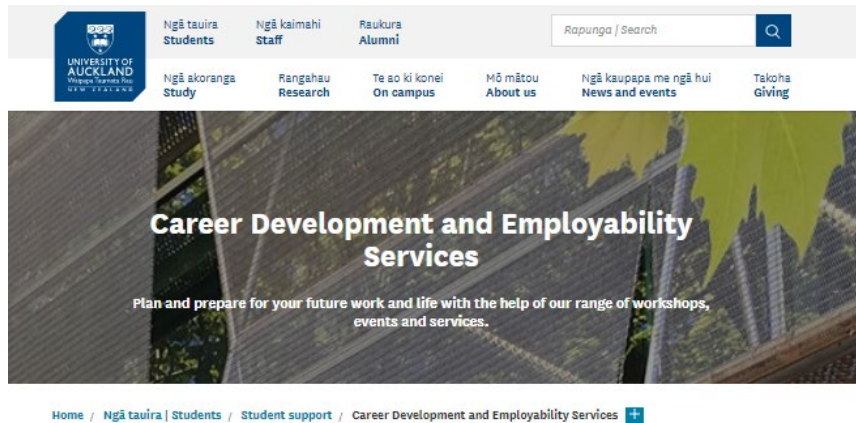 Ngā tauira
Students
Ngā kaimahi
Staff
Raukura
Alumni
Rapunga | Search
UNIVERSITY OF
AUCKLAND
Waipapa Taumata Rau
NEW ZEALAND
Ngā akoranga
Study
Rangahau
Research
Te ao ki konei
On campus
Mō mātou
About us
Ngā kaupapa me ngā hui
News and events
Takoha
Giving
Career Development and Employability
Services
Plan and prepare for your future work and life with the help of our range of workshops,
events and services.
Home / Ngā tauira | Students / Student support / Career Development and Employability Services +